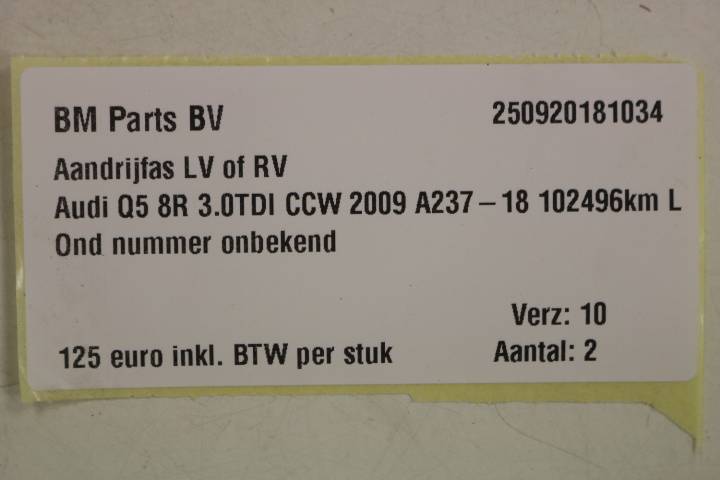 BM Parts BV 250920181034
Aandrijfas LV of RV
Audi Q5 8R 3.0TDI CCW 2009 A237-18 102496km L
Ond nummer onbekend
Verz: 10
125 euro inkl. BTW per stuk Aantal: 2